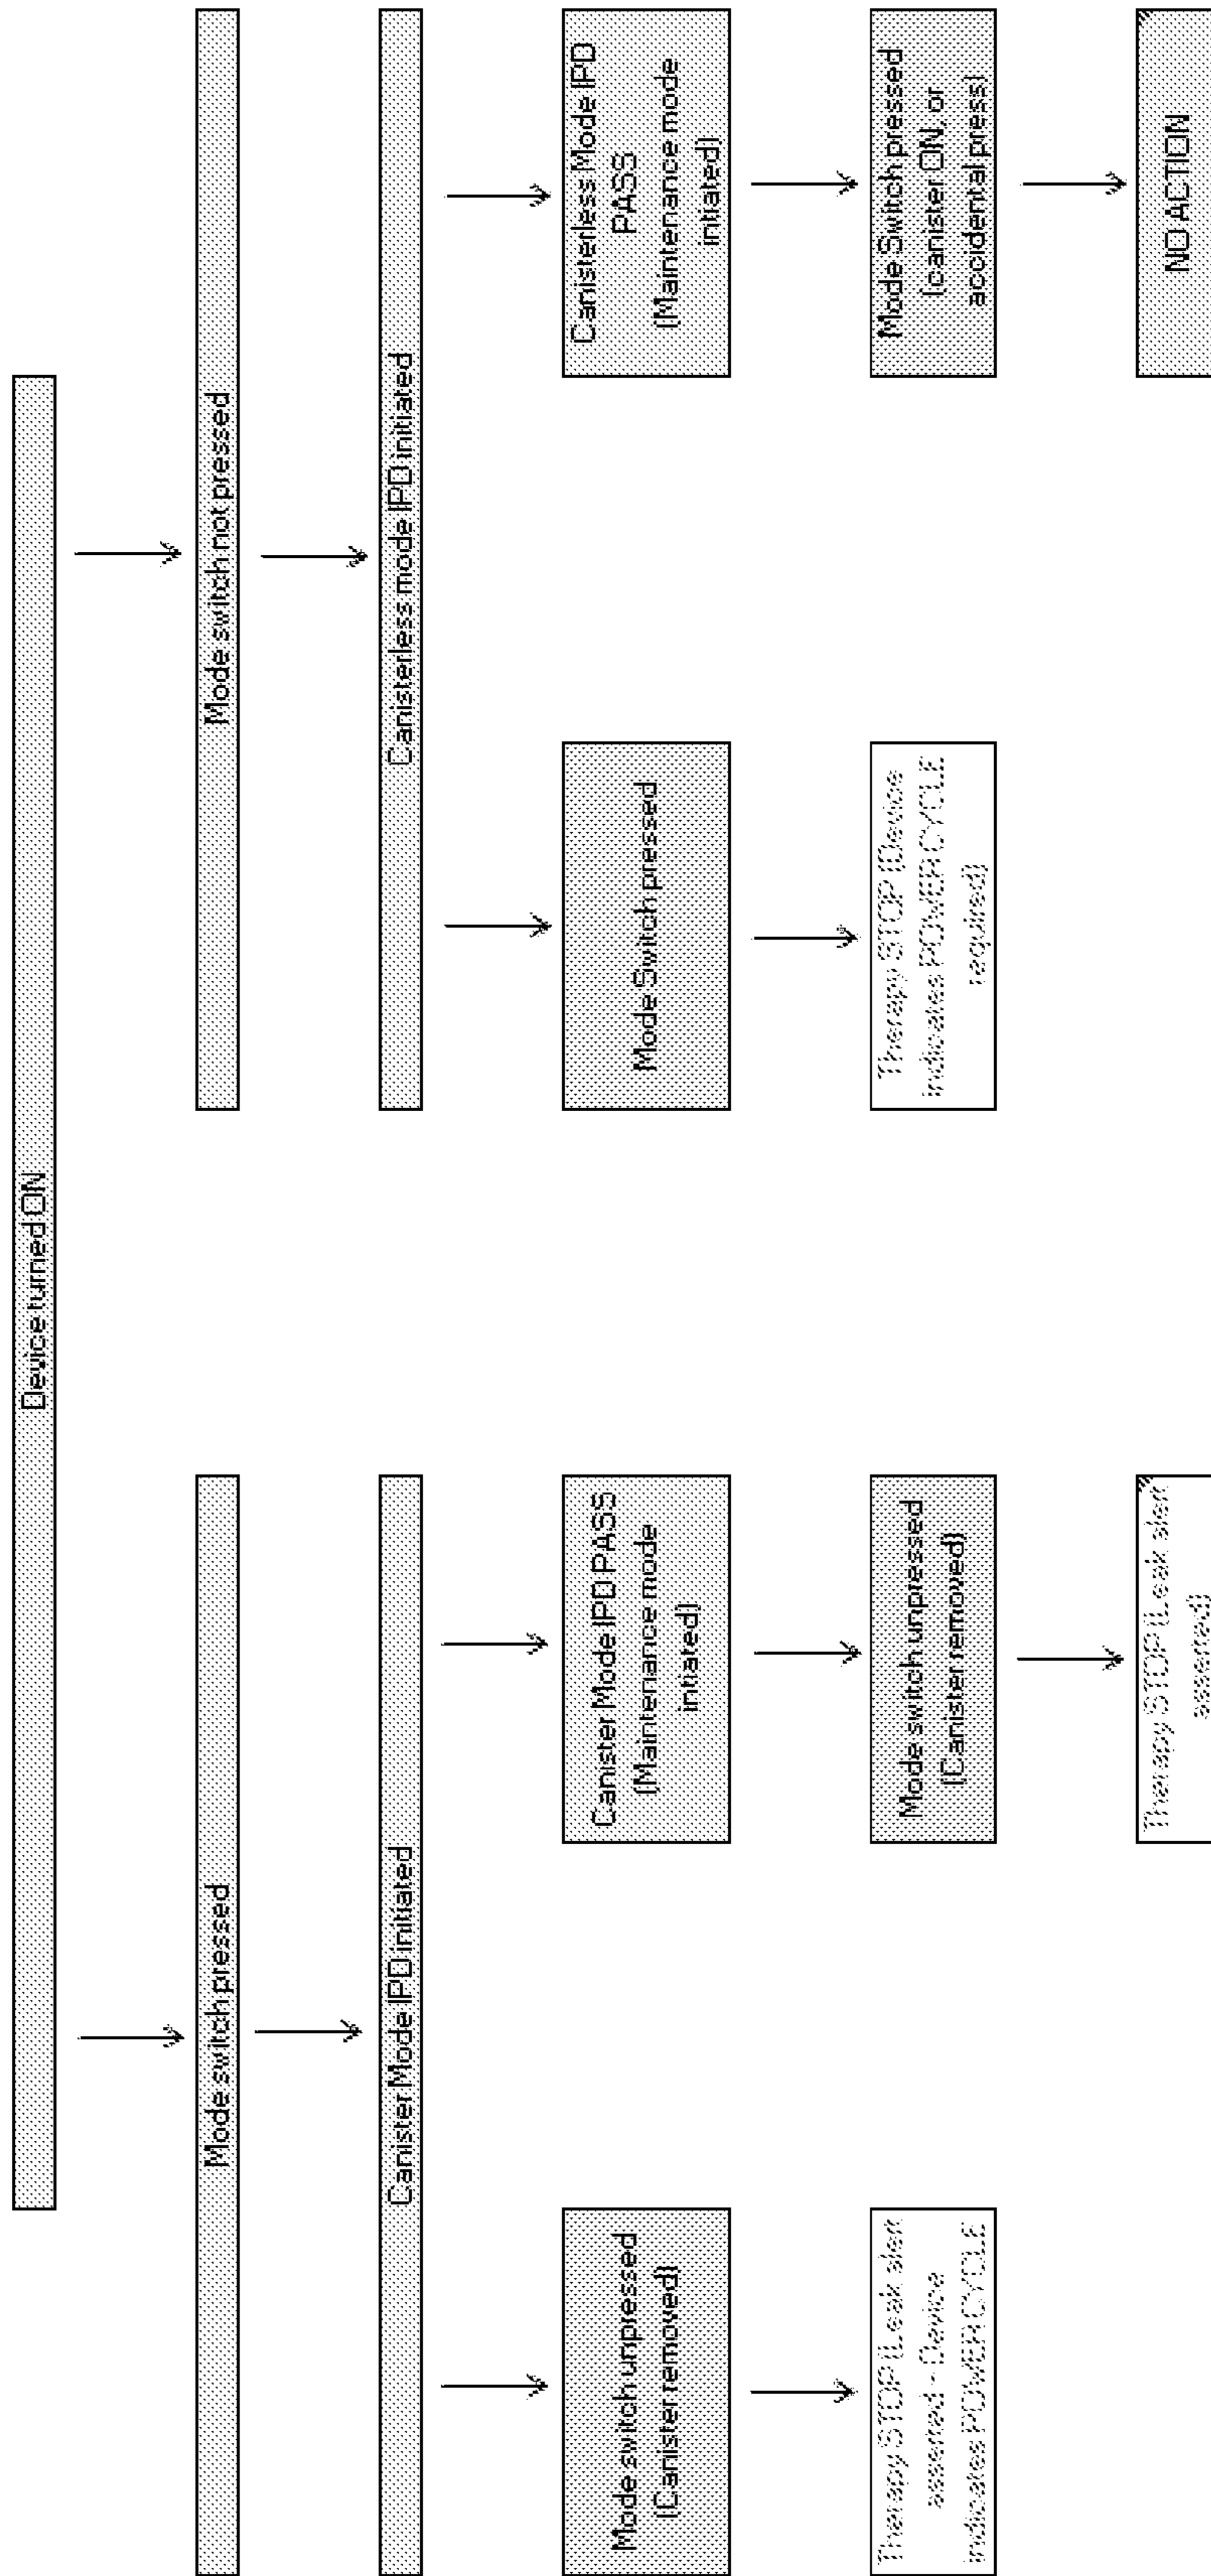 Device turned ON
Mode switch pressed
Mode switch not pressed
Canister Mode IPD initiated
Canisterless mode IPD initiated
Mode switch unpressed
(Canister removed)
Canister Mode IPD PASS
(Maintenance mode
intiated)
Mode Switch pressed
Canisterless Mode IPD
PASS
(Maintenance mode
intiated)
Therapy STOP (Leak alert
asserted - Device
indicates POWER CYCLE
Mode switch unpressed
(Canister removed)
Therapy STOP (Device
indicates POWER CYCLE
required)
Mode Switch pressed
(canister ON, or
accidental press)
Therapy STOP (Leak alert
asserted)
NO ACTION